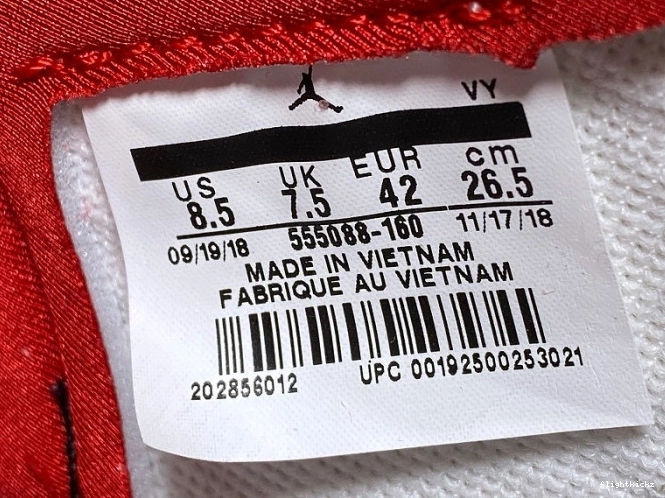 VY
US UK EUR cm
8.5 7.5 42 26.5
09/19/18 555088-160 11/17/18
MADE IN VIETNAM
FABRIQUE AU VIETNAM
202856012 UPC 00192500253021